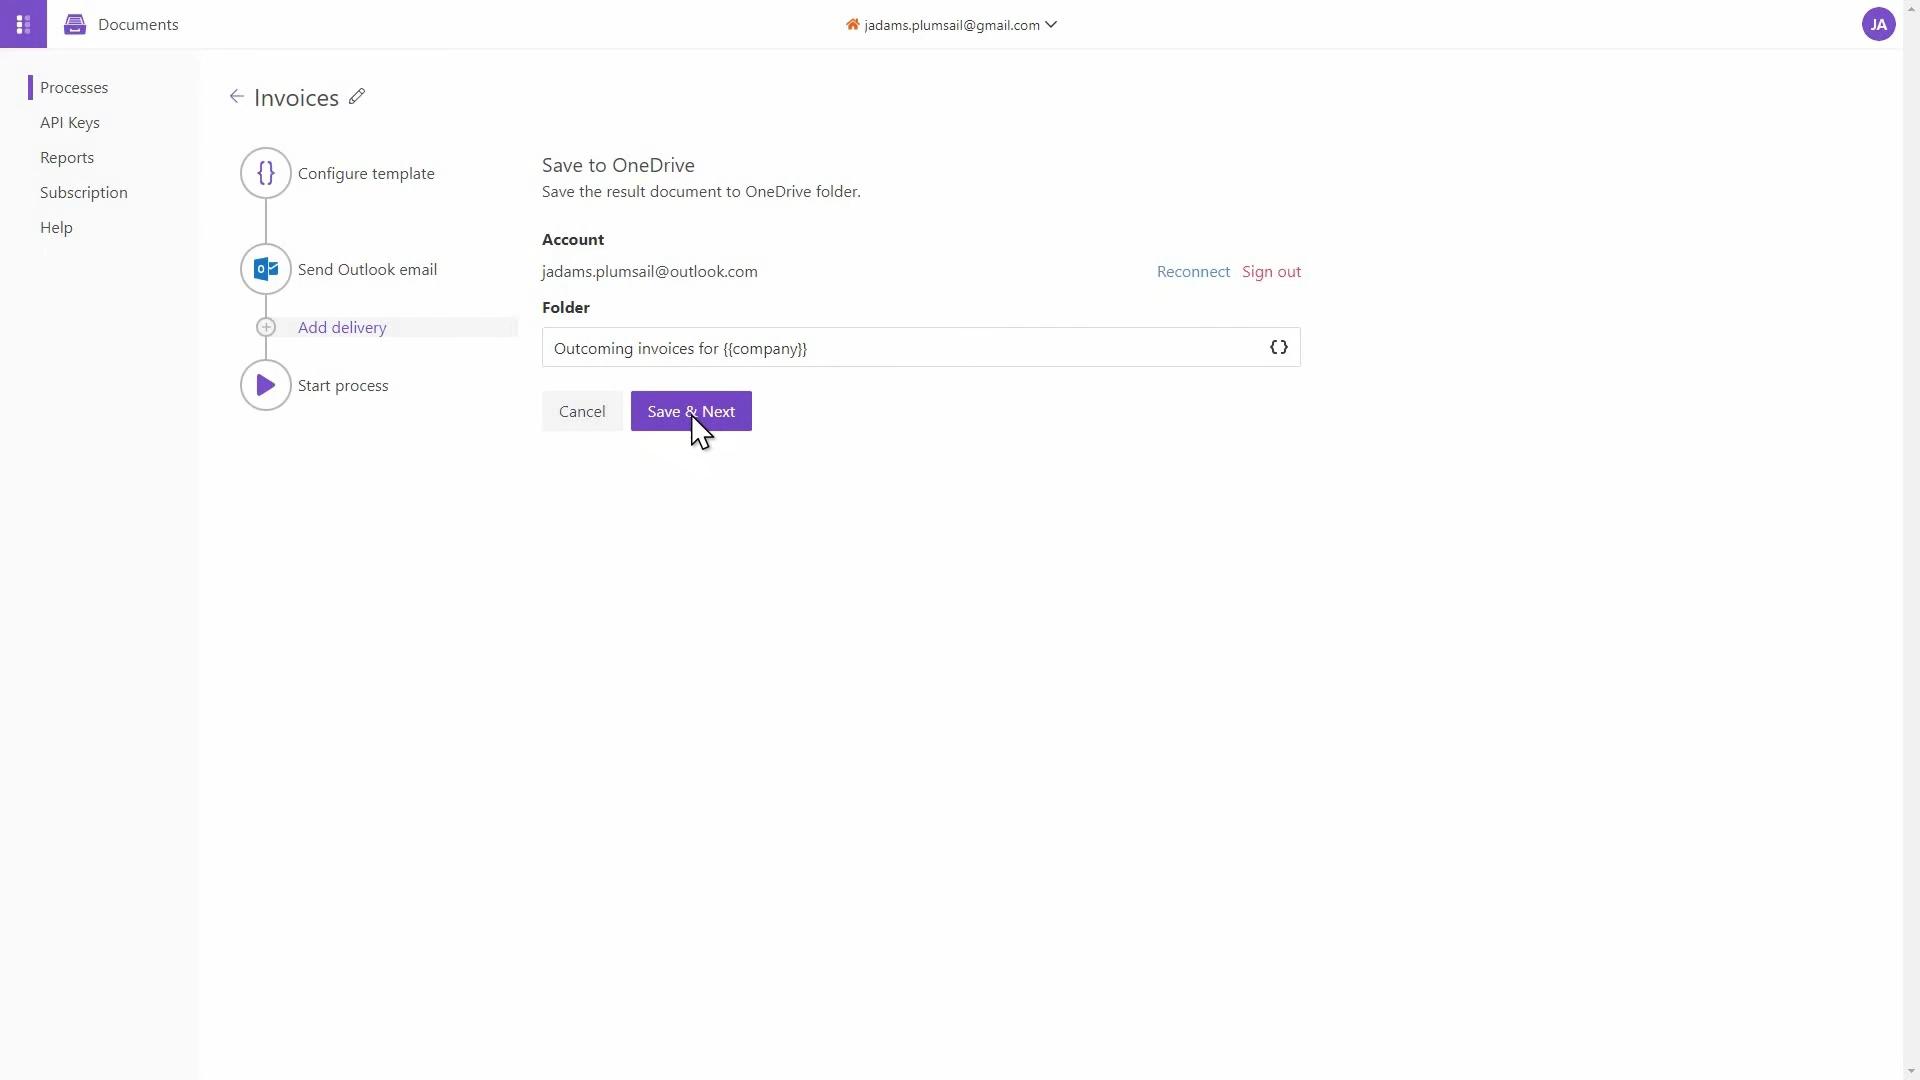 Documents
jadams.plumsail@gmail.com
JA
Processes
API Keys
Reports
Subscription
Help
Invoices
{}
Configure template
Send Outlook email
Add delivery
Start process
Save to OneDrive
Save the result document to OneDrive folder.
Account
jadams.plumsail@outlook.com
Reconnect Sign out
Folder
Outcoming invoices for {{company}}
{}
Cancel
Save & Next